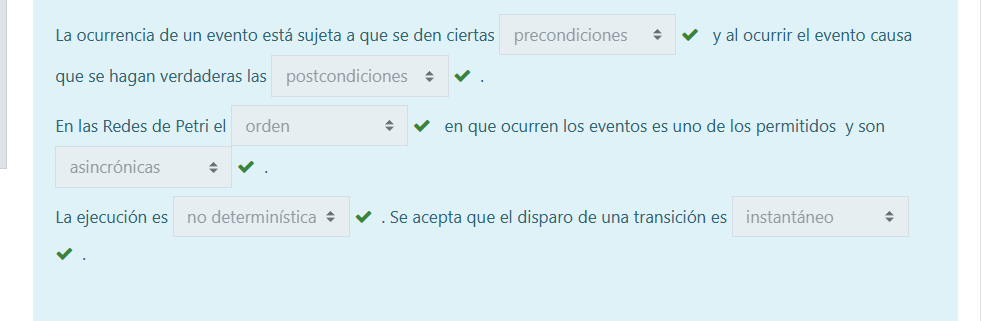 La ocurrencia de un evento está sujeta a que se den ciertas precondiciones y al ocurrir el evento causa
que se hagan verdaderas las postcondiciones .
En las Redes de Petri el orden en que ocurren los eventos es uno de los permitidos y son
asincrónicas .
La ejecución es no determinística . Se acepta que el disparo de una transición es instantáneo
.